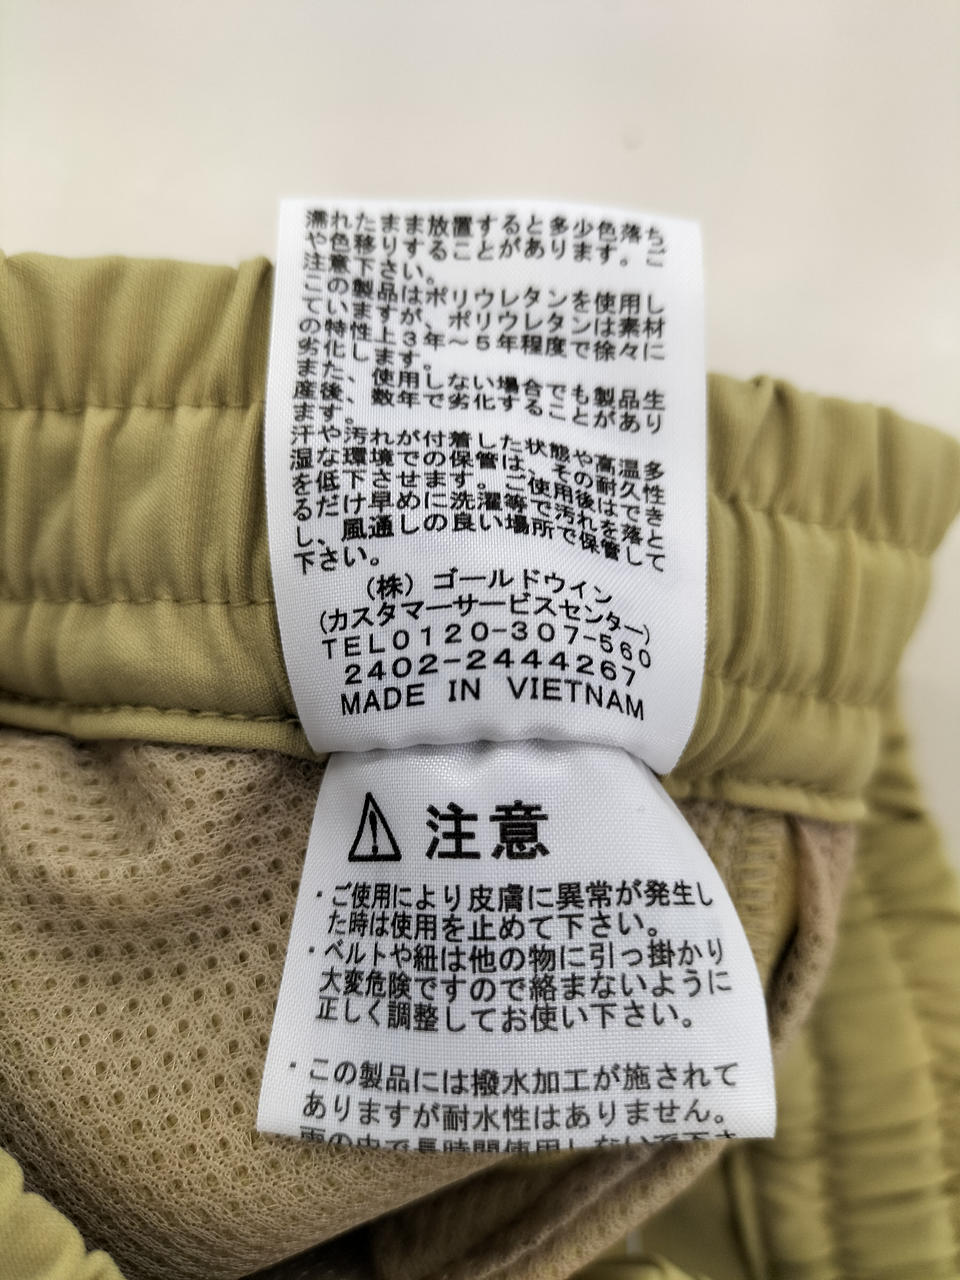 濡れたまま放置すると多少色落ち
や色移りすることがあります。ご
注意下さい。
この製品はポリウレタンを使用し
ていますが、ポリウレタンは素材
の特性上3年～5年程度で徐々に
劣化します。
また、使用しない場合でも製品生
産後、数年で劣化することがあり
ます。
汗や汚れが付着した状態や高温多
湿な環境での保管は、その耐久性
を低下させます。ご使用後はできるだけ早めに洗濯等で汚れを落と
し、風通しの良い場所で保管して
下さい。
(株) ゴールドウイン
(カスタマーサービスセンター)
TEL0120-307-560
2402-2444267
MADE IN VIETNAM
⚠ 注意
・ご使用により皮膚に異常が発生し
た時は使用を止めて下さい。
・ベルトや紐は他の物に引っ掛かり
大変危険ですので絡まないように
正しく調整してお使い下さい。
・この製品には撥水加工が施されて
ありますが耐水性はありません。
雨の中で長時間使用しないで下さ